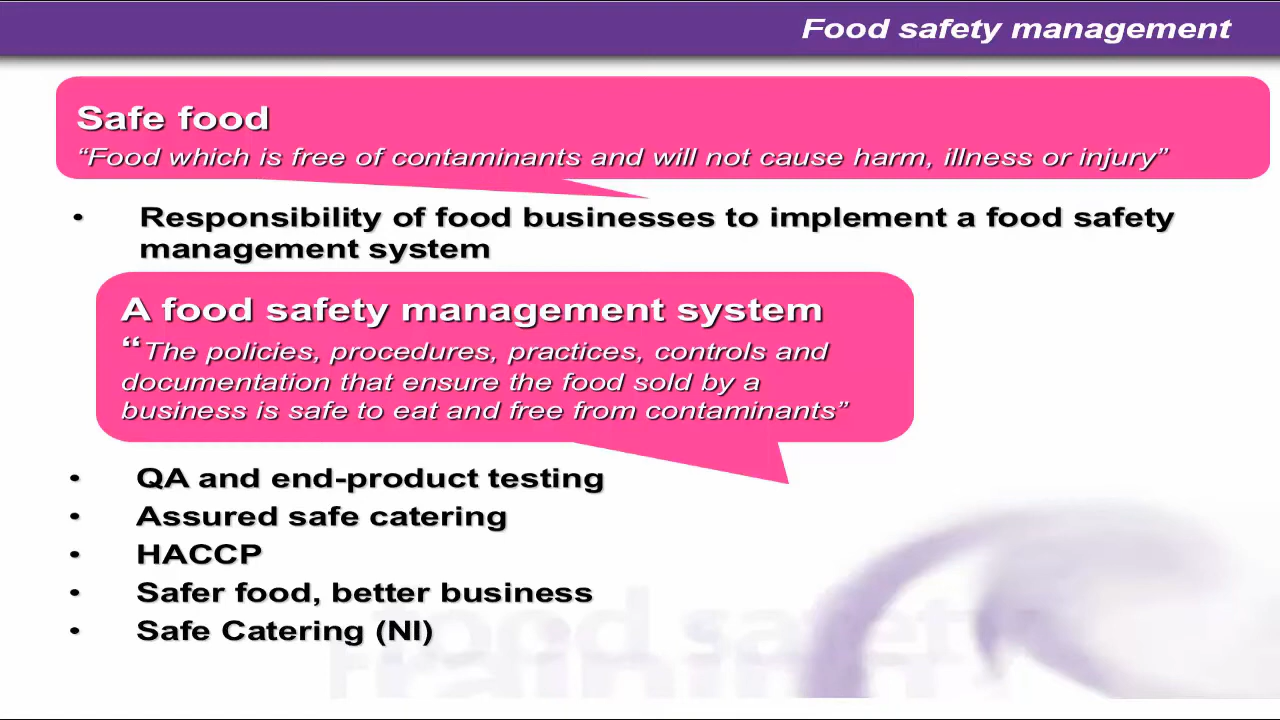 Food safety management
Safe food
“Food which is free of contaminants and will not cause harm, illness or injury”
• Responsibility of food businesses to implement a food safety
management system
A food safety management system
“The policies, procedures, practices, controls and
documentation that ensure the food sold by a
business is safe to eat and free from contaminants”
• QA and end-product testing
• Assured safe catering
• HACCP
• Safer food, better business
• Safe Catering (NI)
food safety
training